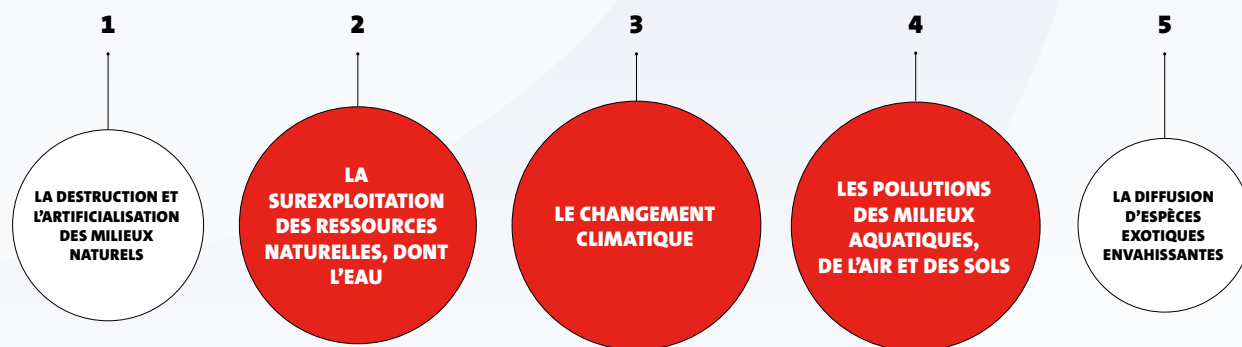 1
LA DESTRUCTION ET
L'ARTIFICIALISATION
DES MILIEUX
NATURELS
2
LA
SUREXPLOITATION
DES RESSOURCES
NATURELLES, DONT
L'EAU
3
LE CHANGEMENT
CLIMATIQUE
4
LES POLLUTIONS
DES MILIEUX
AQUATIQUES,
DE L'AIR ET DES SOLS
5
LA DIFFUSION
D'ESPÈCES
EXOTIQUES
ENVAHISSANTES